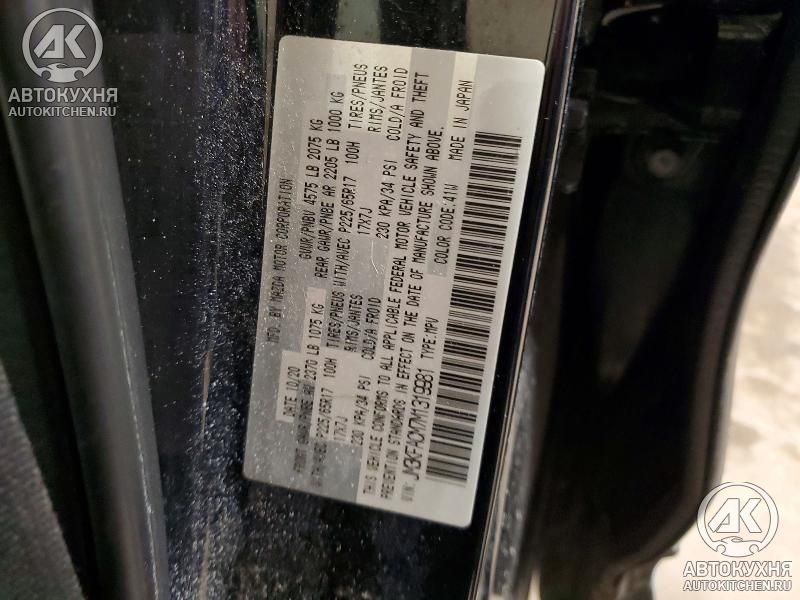 АК
АВТОКУХНЯ
AUTOKITCHEN.RU
MFD. BY MAZDA MOTOR CORPORATION
DATE 10/20 GVWR/PNBV 4575 LB 2075 KG
FRONT GAWR/PNBE AV 2370 LB 1075 KG REAR GAWR/PNBE AR 2205 LB 1000 KG
WITH/AVEC P225/65R17 100H TIRES/PNEUS WITH/AVEC P225/65R17 100H TIRES/PNEUS
17X7J RIMS/JANTES 17X7J RIMS/JANTES
230 KPA/34 PSI COLD/A FROID 230 KPA/34 PSI COLD/A FROID
THIS VEHICLE CONFORMS TO ALL APPLICABLE FEDERAL MOTOR VEHICLE SAFETY AND THEFT
PREVENTION STANDARDS IN EFFECT ON THE DATE OF MANUFACTURE SHOWN ABOVE.
VIN: TYPE:MPV COLOR CODE:41W MADE IN JAPAN
АК
АВТОКУХНЯ
AUTOKITCHEN.RU